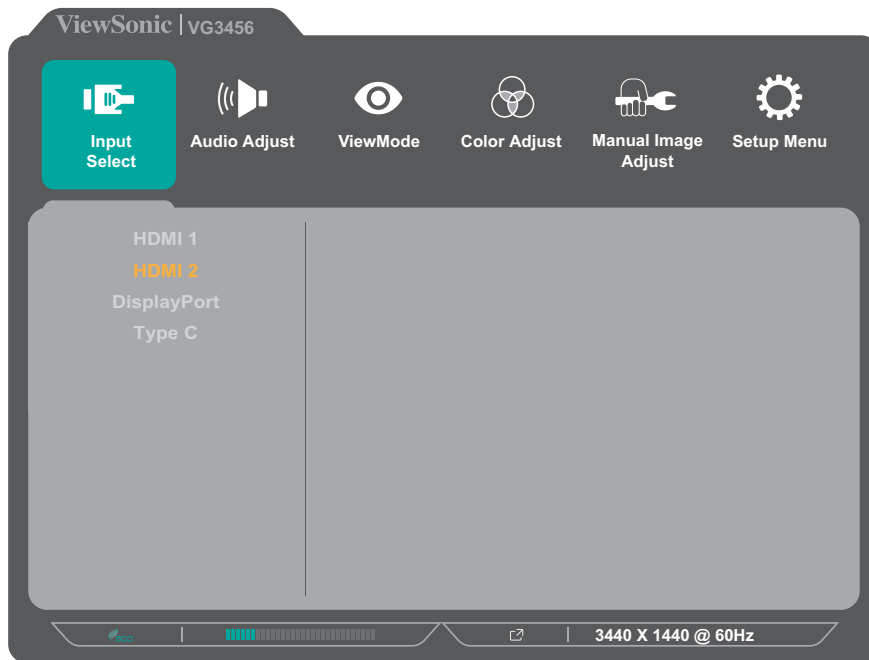 ViewSonic | VG3456
Input
Select
Audio Adjust
ViewMode
Color Adjust
Manual Image
Adjust
Setup Menu
HDMI 1
HDMI 2
DisplayPort
Type C
ECO
3440 X 1440 @ 60Hz